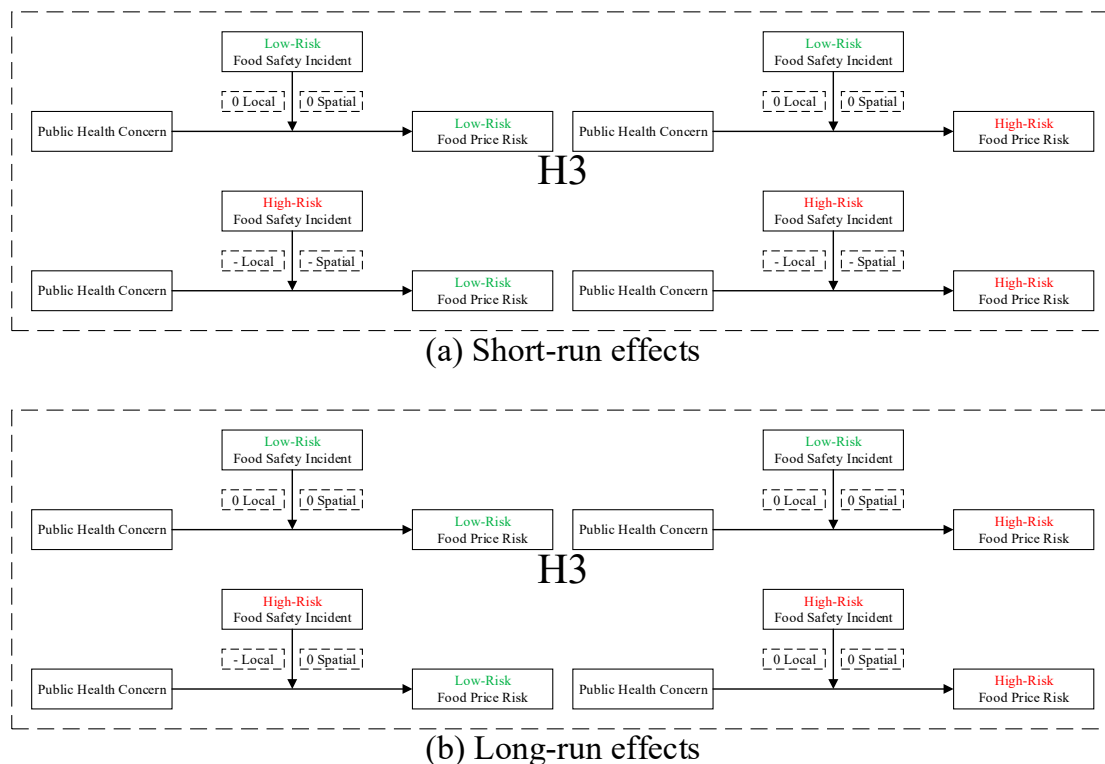 Low-Risk
Food Safety Incident
0 Local
0 Spatial
Public Health Concern
Low-Risk
Food Price Risk
Low-Risk
Food Safety Incident
0 Local
0 Spatial
Public Health Concern
High-Risk
Food Price Risk
H3
High-Risk
Food Safety Incident
- Local
- Spatial
Public Health Concern
Low-Risk
Food Price Risk
High-Risk
Food Safety Incident
- Local
- Spatial
Public Health Concern
High-Risk
Food Price Risk
(a) Short-run effects
Low-Risk
Food Safety Incident
0 Local
0 Spatial
Public Health Concern
Low-Risk
Food Price Risk
Low-Risk
Food Safety Incident
0 Local
0 Spatial
Public Health Concern
High-Risk
Food Price Risk
H3
High-Risk
Food Safety Incident
- Local
0 Spatial
Public Health Concern
Low-Risk
Food Price Risk
High-Risk
Food Safety Incident
0 Local
0 Spatial
Public Health Concern
High-Risk
Food Price Risk
(b) Long-run effects